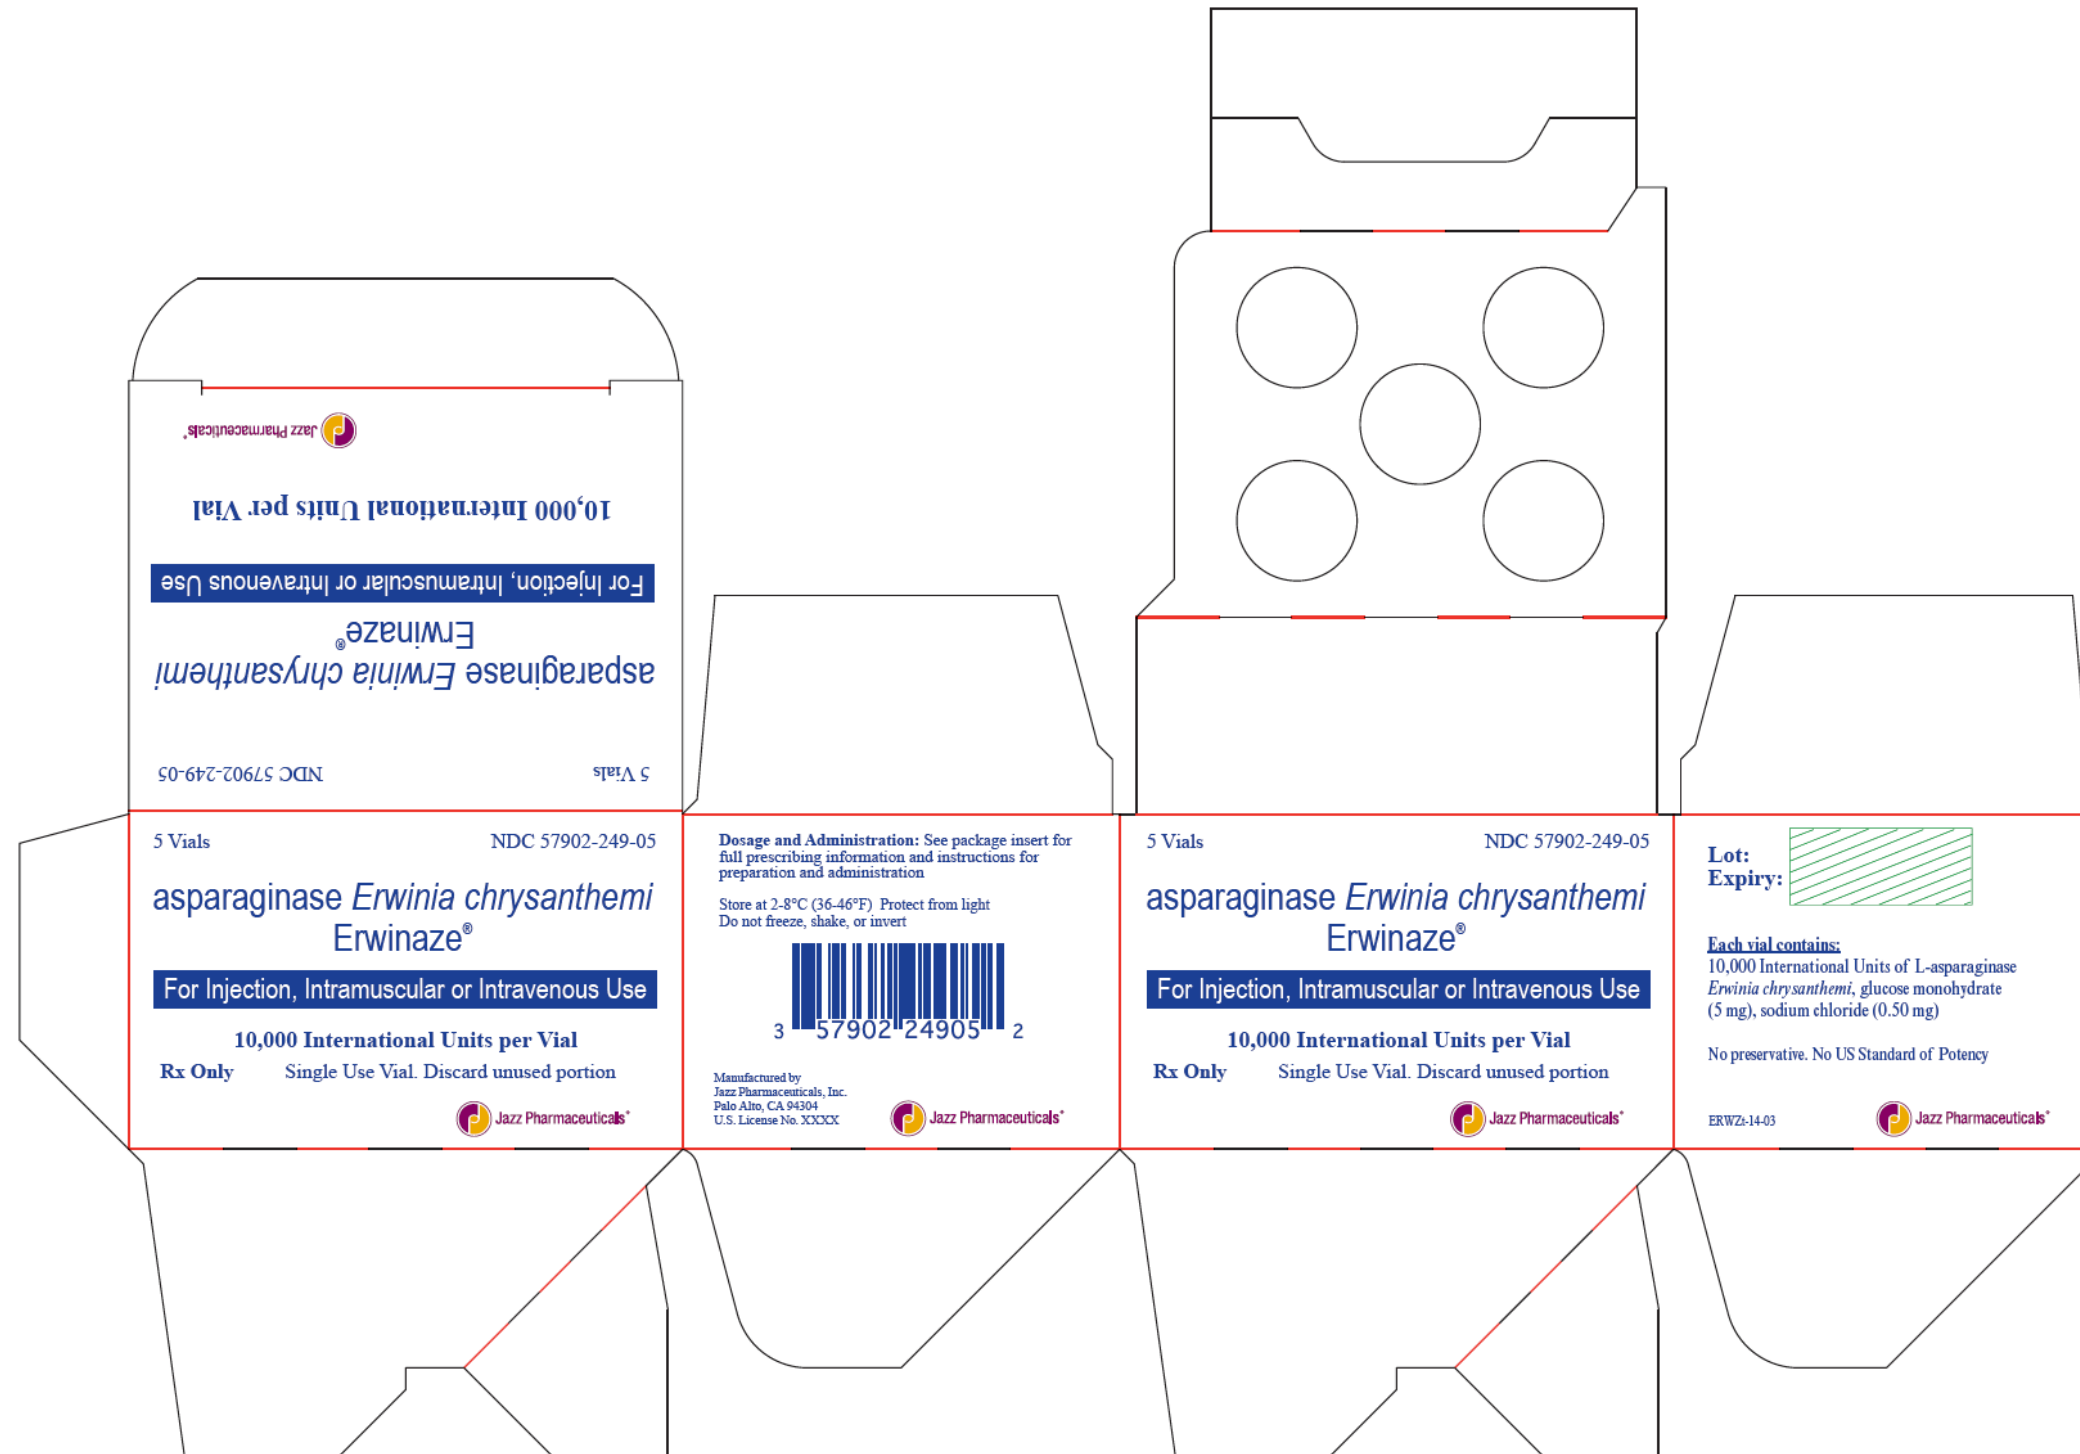 Jazz Pharmaceuticals
10,000 International Units per Vial
For Injection, Intramuscular or Intravenous Use
Erwinaze®
asparaginase Erwinia chrysanthemi
5 Vials NDC 57902-249-05
5 Vials NDC 57902-249-05
asparaginase Erwinia chrysanthemi
Erwinaze®
For Injection, Intramuscular or Intravenous Use
10,000 International Units per Vial
Rx Only Single Use Vial. Discard unused portion
Jazz Pharmaceuticals
Dosage and Administration: See package insert for
full prescribing information and instructions for
preparation and administration
Store at 2-8°C (36-46°F) Protect from light
Do not freeze, shake, or invert
3 57902 24905 2
Manufactured by
Jazz Pharmaceuticals, Inc.
Palo Alto, CA 94304
U.S. License No. XXXX
Jazz Pharmaceuticals
5 Vials NDC 57902-249-05
asparaginase Erwinia chrysanthemi
Erwinaze®
For Injection, Intramuscular or Intravenous Use
10,000 International Units per Vial
Rx Only Single Use Vial. Discard unused portion
Jazz Pharmaceuticals
Lot:
Expiry:
Each vial contains:
10,000 International Units of L-asparaginase
Erwinia chrysanthemi, glucose monohydrate
(5 mg), sodium chloride (0.50 mg)
No preservative. No US Standard of Potency
ERWZt-14-03
Jazz Pharmaceuticals